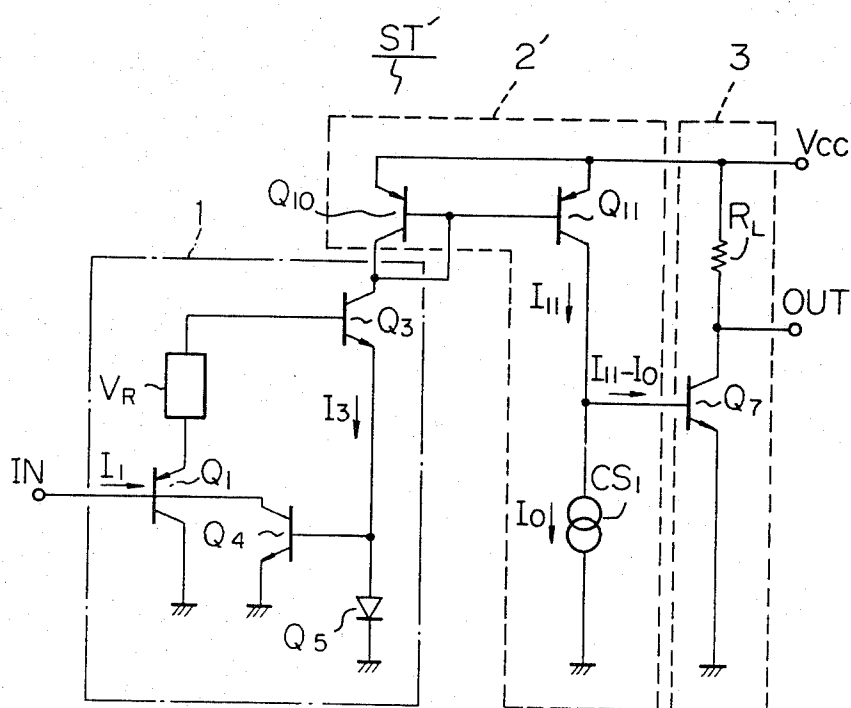 ST′
2′
3
Vcc
Q10
Q11
RL
1
OUT
I11
Q3
I11-I0
VR
I3
Q7
IN
I1
Q1
CS1
I0
Q4
Q5